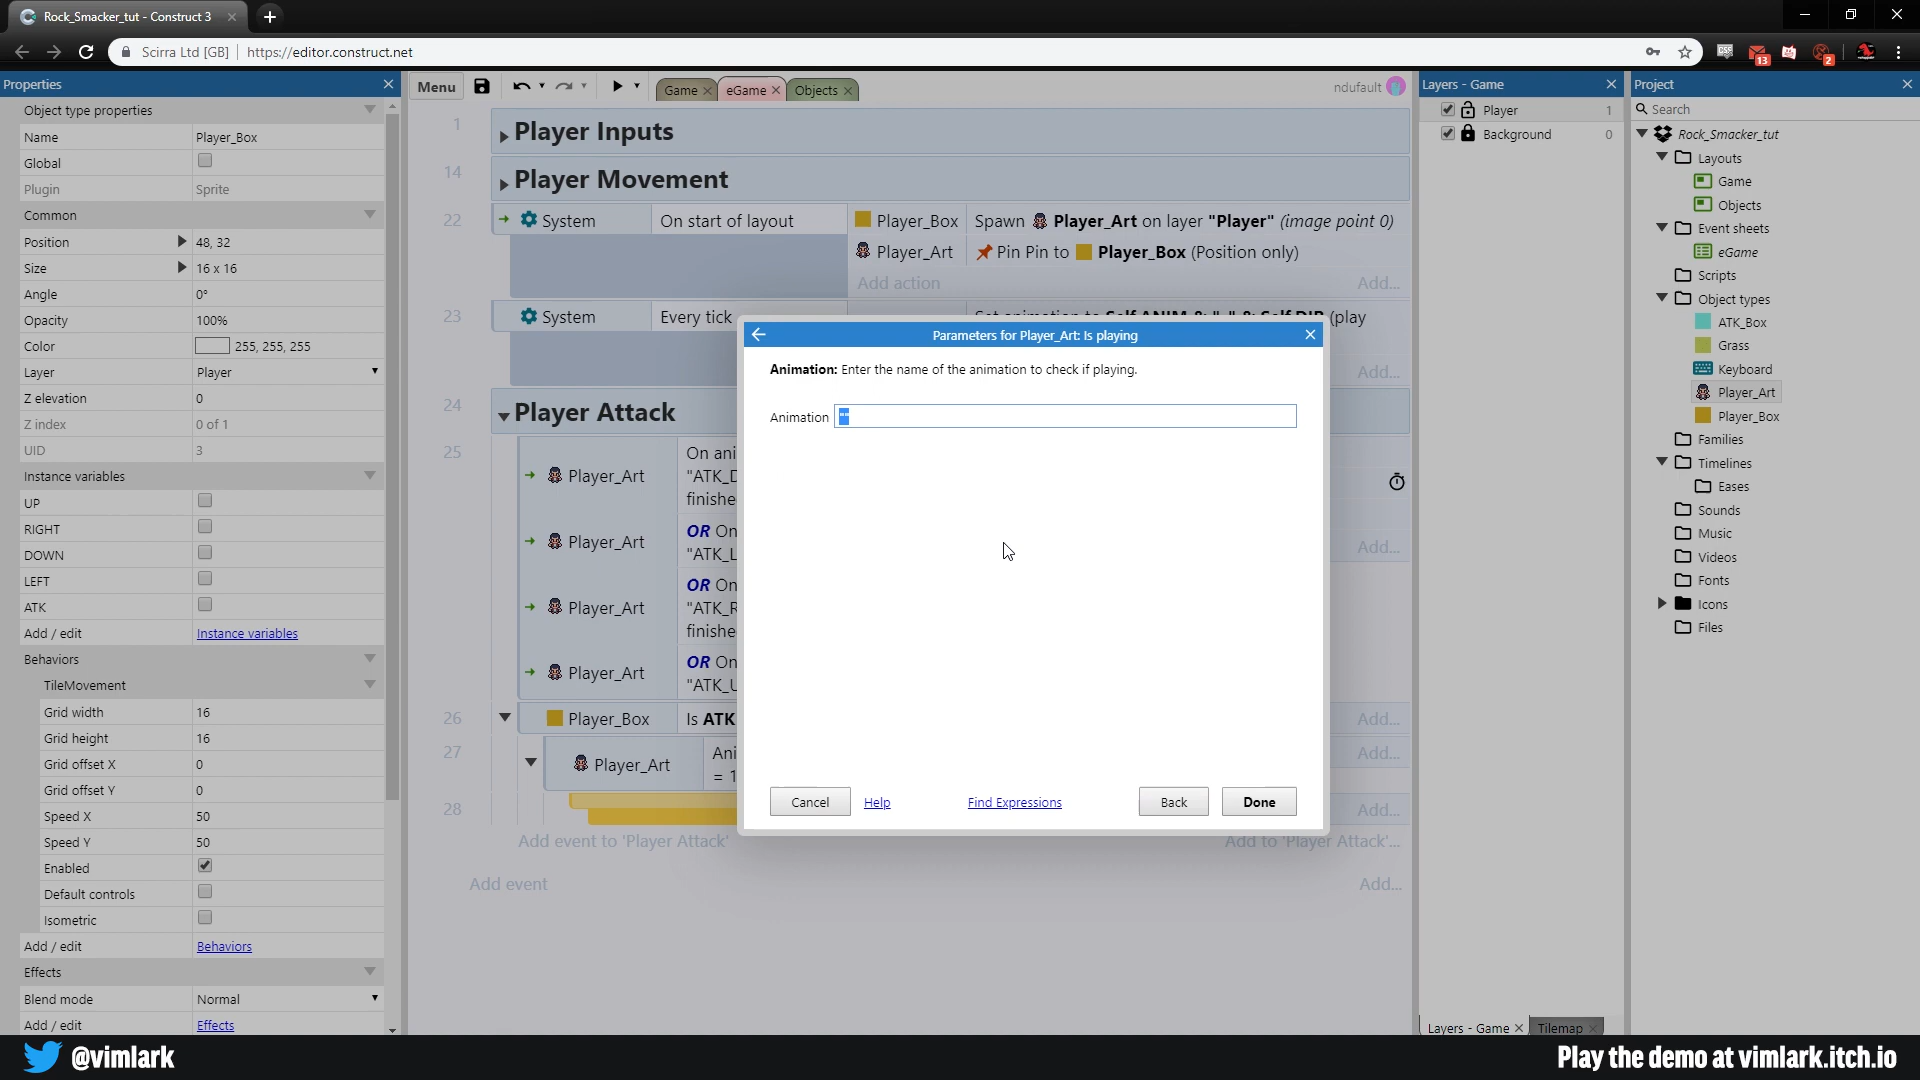 Rock_Smacker_tut - Construct 3
Scirra Ltd [GB] https://editor.construct.net
13
2
Properties
Object type properties
Name Player_Box
Global
Plugin Sprite
Common
Position 48, 32
Size 16 x 16
Angle 0°
Opacity 100%
Color 255, 255, 255
Layer Player
Z elevation 0
Z index 0 of 1
UID 3
Instance variables
UP
RIGHT
DOWN
LEFT
ATK
Add / edit Instance variables
Behaviors
TileMovement
Grid width 16
Grid height 16
Grid offset X 0
Grid offset Y 0
Speed X 50
Speed Y 50
Enabled
Default controls
Isometric
Add / edit Behaviors
Effects
Blend mode Normal
Add / edit Effects
Menu
Game eGame Objects
ndufault
1 Player Inputs
14 Player Movement
22 System On start of layout Player_Box Spawn Player_Art on layer "Player" (image point 0)
Player_Art Pin Pin to Player_Box (Position only)
Add action Add...
23 System Every tick (play
Add...
24 Player Attack
25 Player_Art On ani
"ATK_D
finishe
Player_Art OR On
"ATK_L
Add...
Player_Art OR On
"ATK_R
finishe
Player_Art OR On
"ATK_U
26 Player_Box Is ATK Add...
27 Player_Art Ani
= 1
Add...
28 Add...
Add event to 'Player Attack' Add to 'Player Attack'...
Add event Add...
Parameters for Player_Art: Is playing
Animation: Enter the name of the animation to check if playing.
Animation ""
Cancel Help Find Expressions Back Done
Layers - Game
Player 1
Background 0
Layers - Game Tilemap
Project
Search
Rock_Smacker_tut
Layouts
Game
Objects
Event sheets
eGame
Scripts
Object types
ATK_Box
Grass
Keyboard
Player_Art
Player_Box
Families
Timelines
Eases
Sounds
Music
Videos
Fonts
Icons
Files
@vimlark
Play the demo at vimlark.itch.io